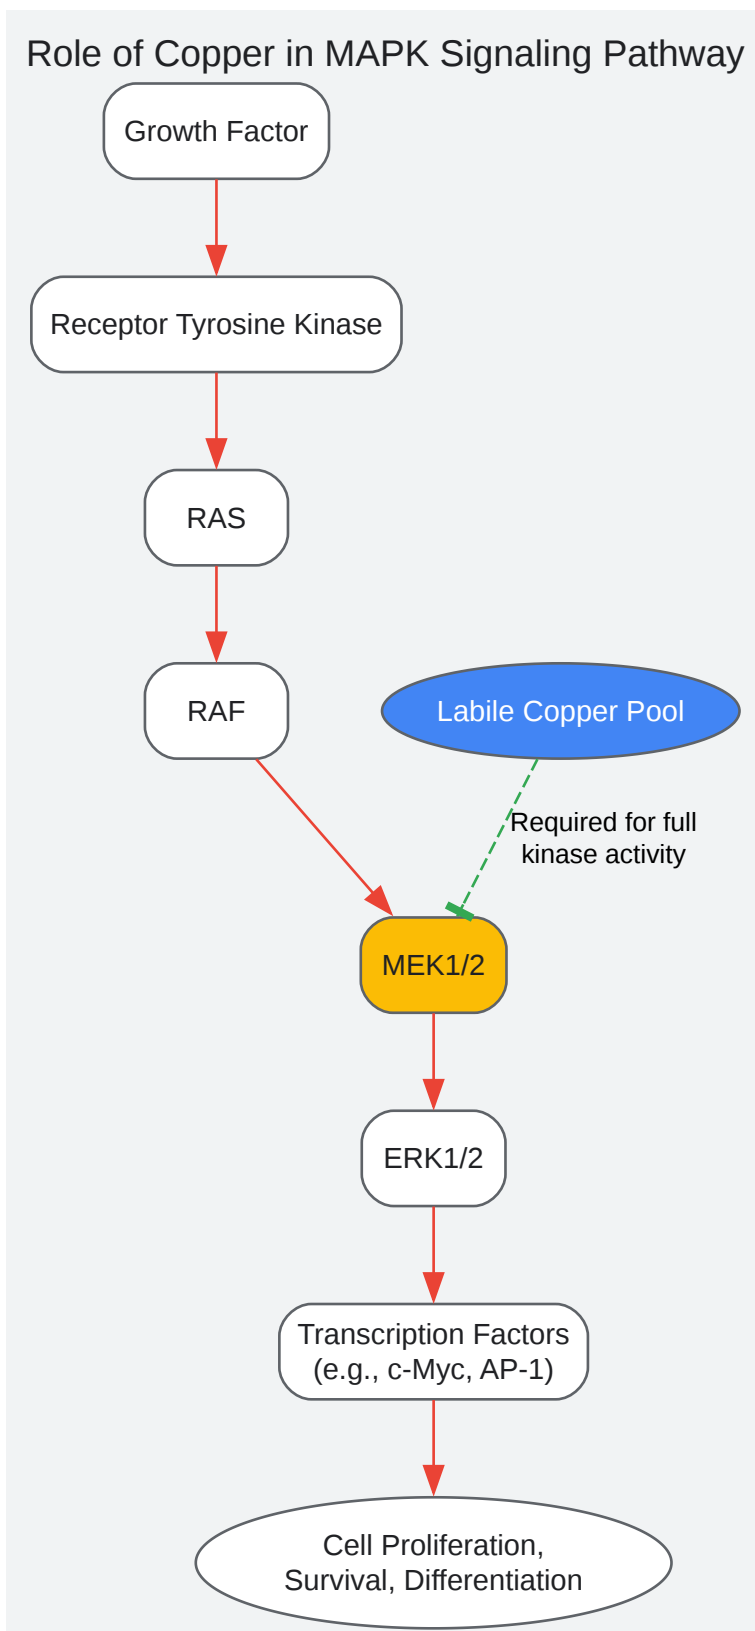 Role of Copper in MAPK Signaling Pathway
Growth Factor
Receptor Tyrosine Kinase
RAS
RAF
Labile Copper Pool
Required for full
kinase activity
MEK1/2
ERK1/2
Transcription Factors
(e.g., c-Myc, AP-1)
Cell Proliferation,
Survival, Differentiation